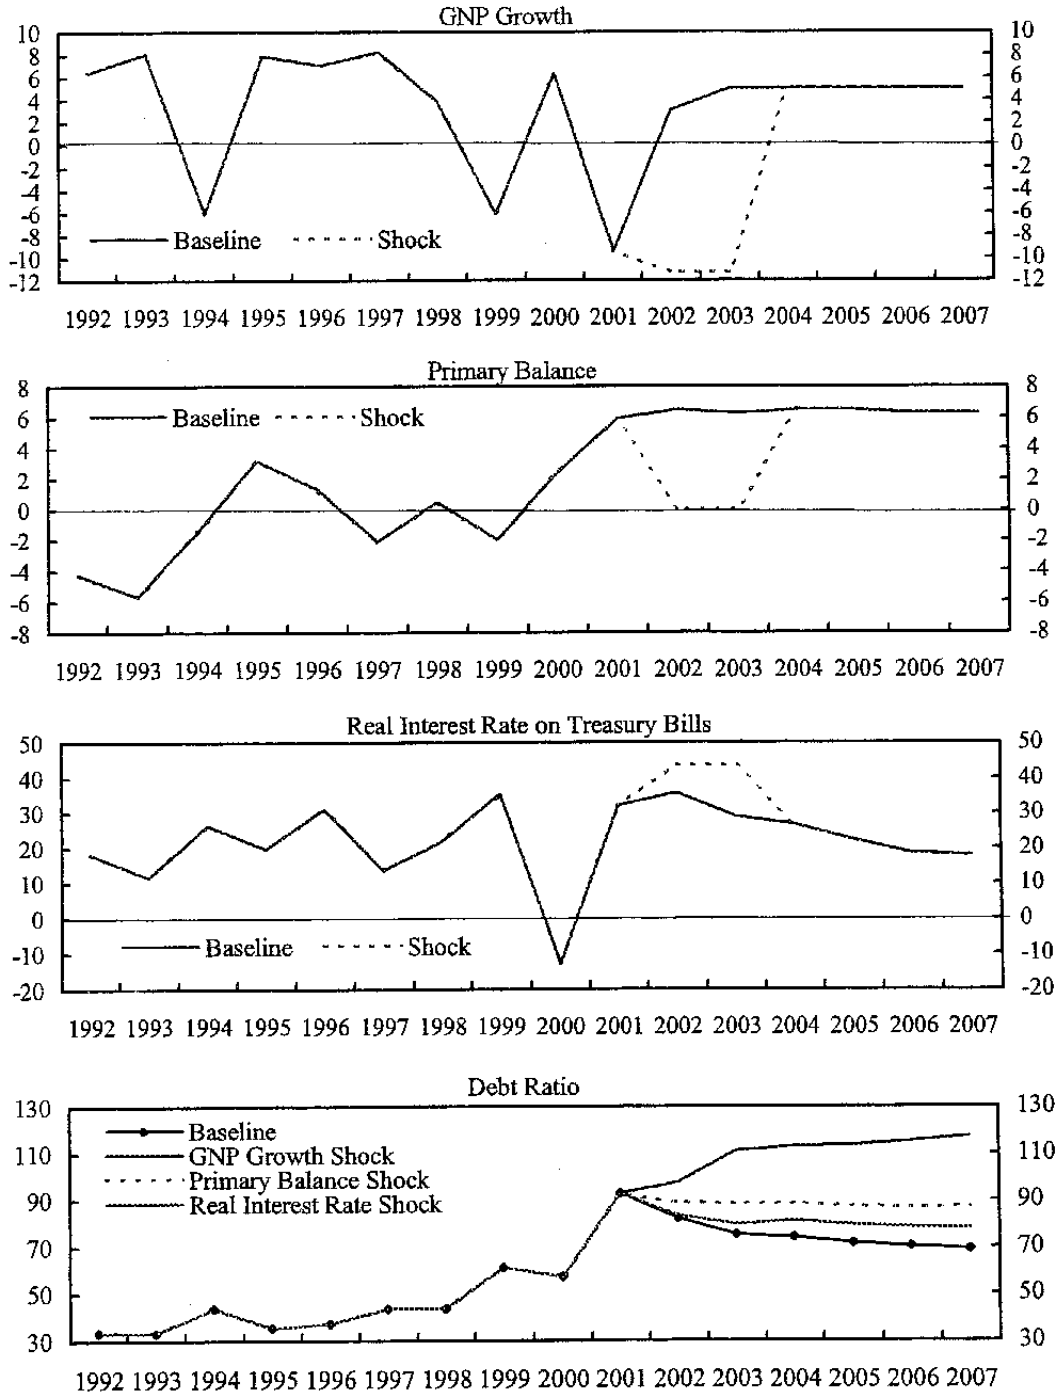 GNP Growth
10 10
8 8
6 6
4 4
2 2
0 0
-2 -2
-4 -4
-6 -6
-8 Baseline Shock -8
-10 -10
-12 -12
1992 1993 1994 1995 1996 1997 1998 1999 2000 2001 2002 2003 2004 2005 2006 2007
Primary Balance
8 8
6 Baseline Shock 6
4 4
2 2
0 0
-2 -2
-4 -4
-6 -6
-8 -8
1992 1993 1994 1995 1996 1997 1998 1999 2000 2001 2002 2003 2004 2005 2006 2007
Real Interest Rate on Treasury Bills
50 50
40 40
30 30
20 20
10 10
0 0
-10 Baseline Shock -10
-20 -20
1992 1993 1994 1995 1996 1997 1998 1999 2000 2001 2002 2003 2004 2005 2006 2007
Debt Ratio
130 130
Baseline
110 GNP Growth Shock 110
Primary Balance Shock
90 Real Interest Rate Shock 90
70 70
50 50
30 30
1992 1993 1994 1995 1996 1997 1998 1999 2000 2001 2002 2003 2004 2005 2006 2007